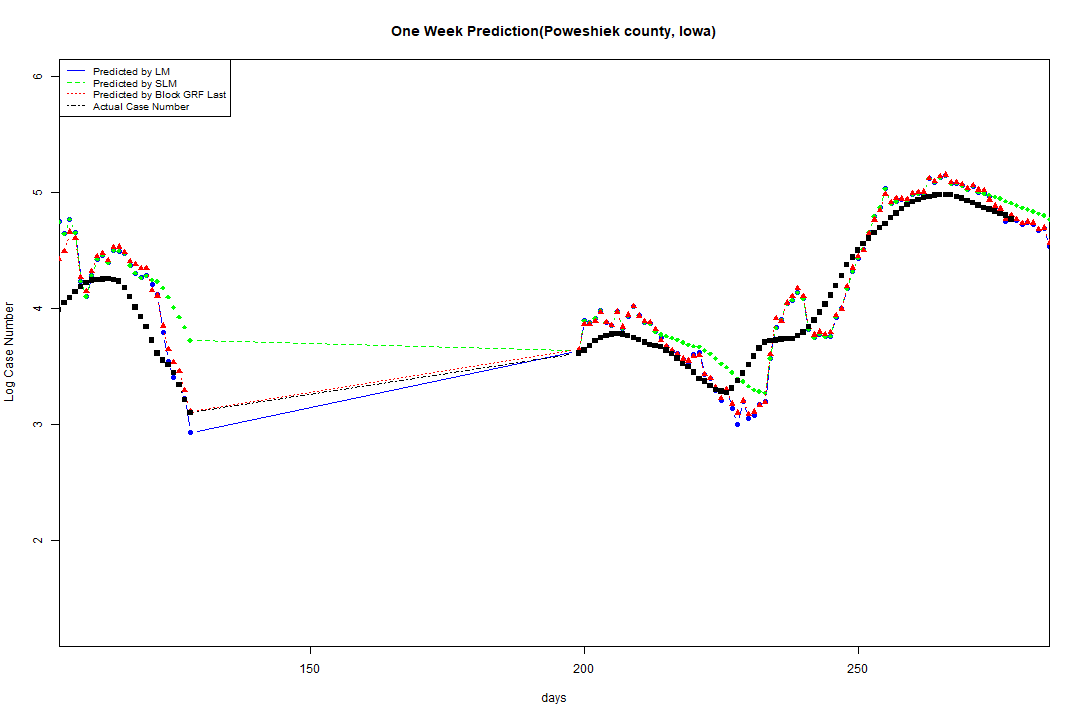 One Week Prediction(Poweshiek county, Iowa)
Predicted by LM
Predicted by SLM
Predicted by Block GRF Last
Actual Case Number
6
5
4
3
2
Log Case Number
150
200
250
days